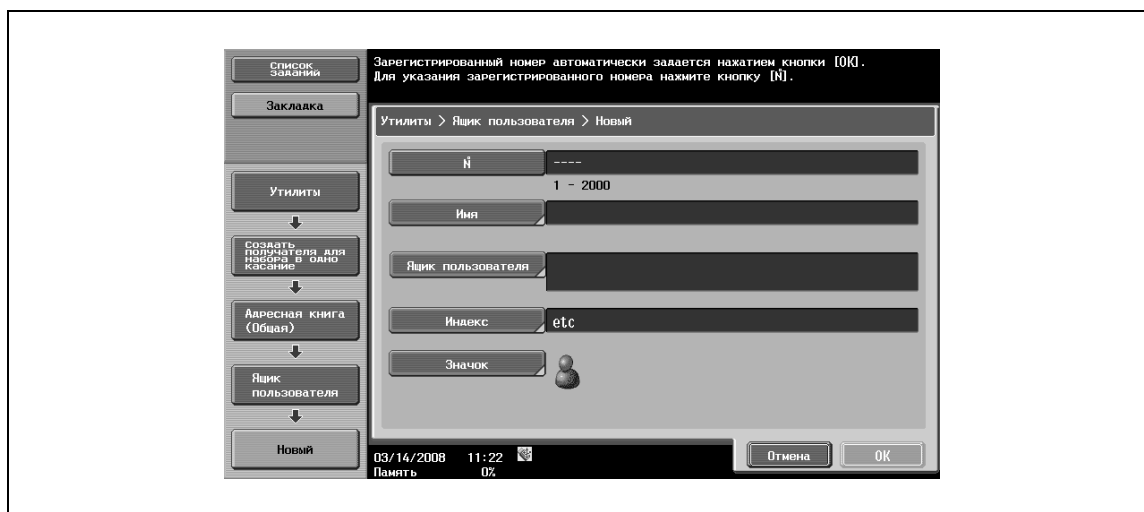 Список
заданий
Закладка
Утилиты
Создать
получателя для
набора в одно
касание
Адресная книга
(Общая)
Ящик
пользователя
Новый
Зарегистрированный номер автоматически задается нажатием кнопки [OK].
Для указания зарегистрированного номера нажмите кнопку [N̊].
Утилиты > Ящик пользователя > Новый
N̊ ----
1 - 2000
Имя
Ящик пользователя
Индекс etc
Значок
03/14/2008 11:22
Память 0%
Отмена OK